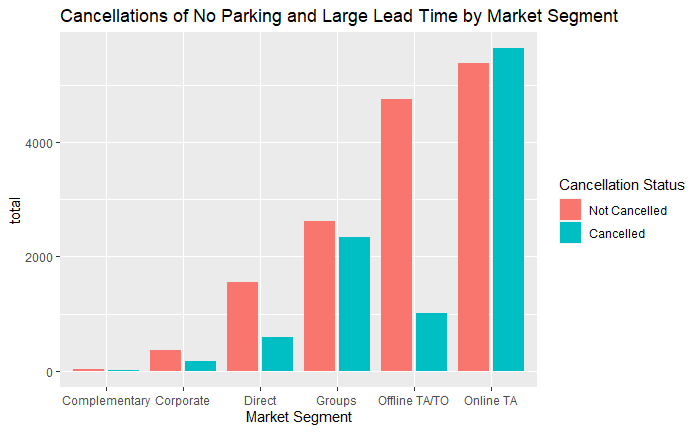 Cancellations of No Parking and Large Lead Time by Market Segment
total
4000
2000
0
Complementary Corporate Direct Groups Offline TA/TO Online TA
Market Segment
Cancellation Status
Not Cancelled
Cancelled